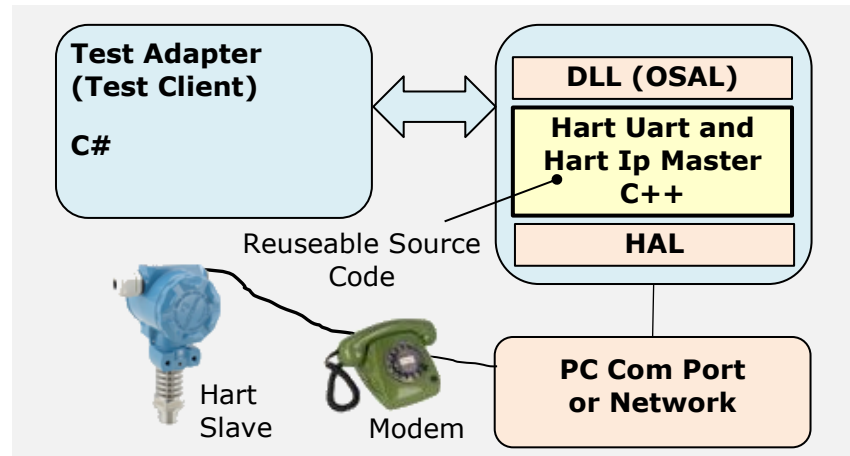 Test Adapter
(Test Client)
C#
DLL (OSAL)
Hart Uart and
Hart Ip Master
C++
HAL
Reuseable Source
Code
Hart
Slave
Modem
PC Com Port
or Network